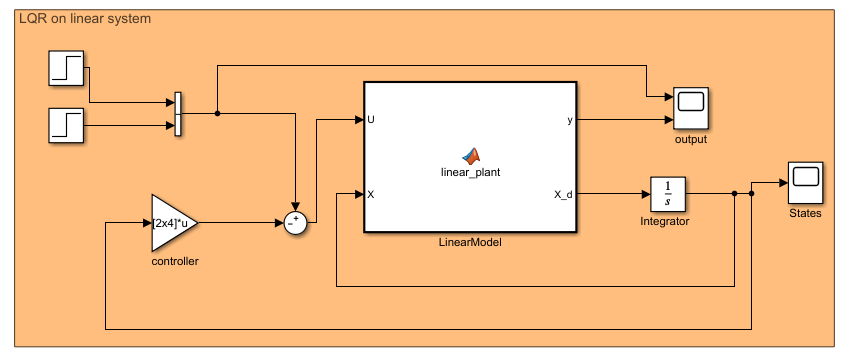 LQR on linear system
U
y
output
linear_plant
X
X_d
1
s
States
Integrator
[2x4]*u
+
−
LinearModel
controller